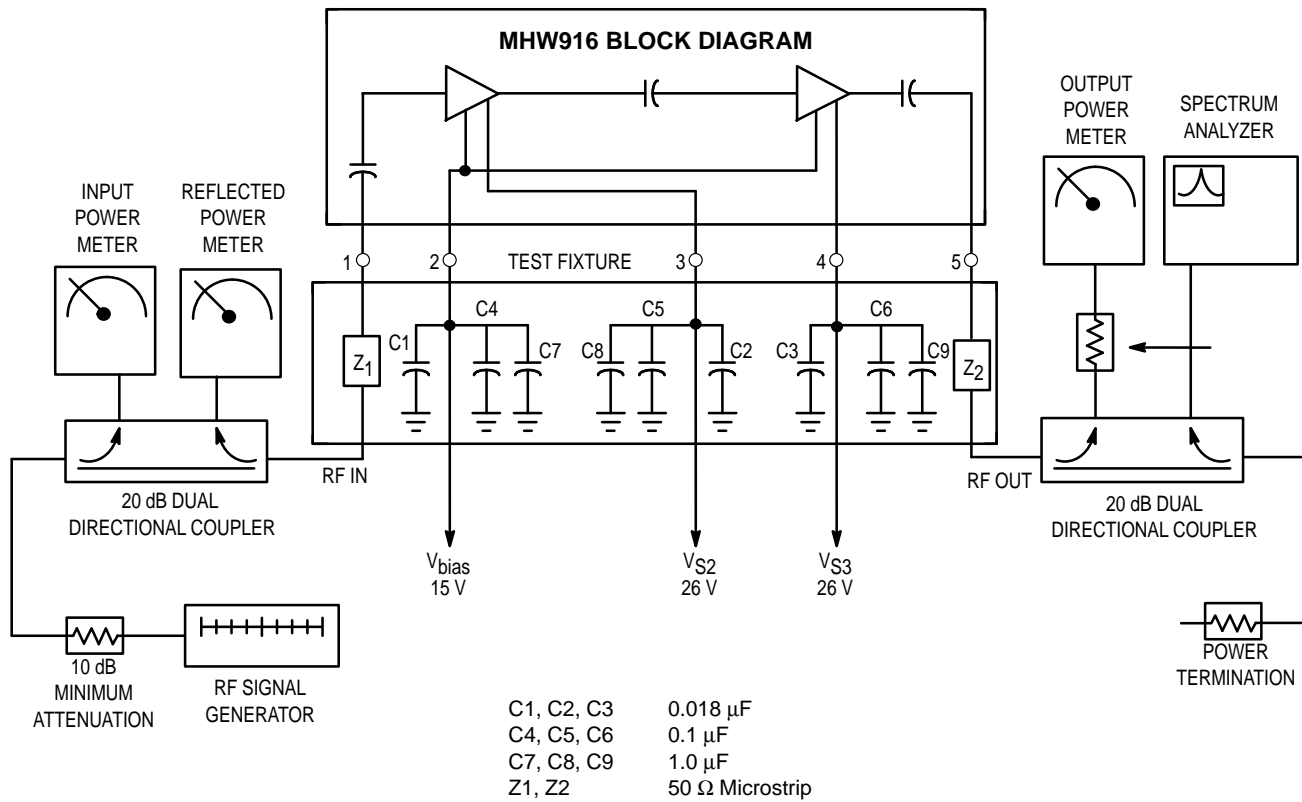 MHW916 BLOCK DIAGRAM
OUTPUT
POWER
METER
SPECTRUM
ANALYZER
INPUT
POWER
METER
REFLECTED
POWER
METER
1
2
TEST FIXTURE
3
4
5
C4
C5
C6
C1
C7
C8
C2
C3
C9
Z1
Z2
RF IN
RF OUT
20 dB DUAL
DIRECTIONAL COUPLER
20 dB DUAL
DIRECTIONAL COUPLER
Vbias
15 V
VS2
26 V
VS3
26 V
10 dB
MINIMUM
ATTENUATION
RF SIGNAL
GENERATOR
POWER
TERMINATION
C1, C2, C3 0.018 µF
C4, C5, C6 0.1 µF
C7, C8, C9 1.0 µF
Z1, Z2 50 Ω Microstrip